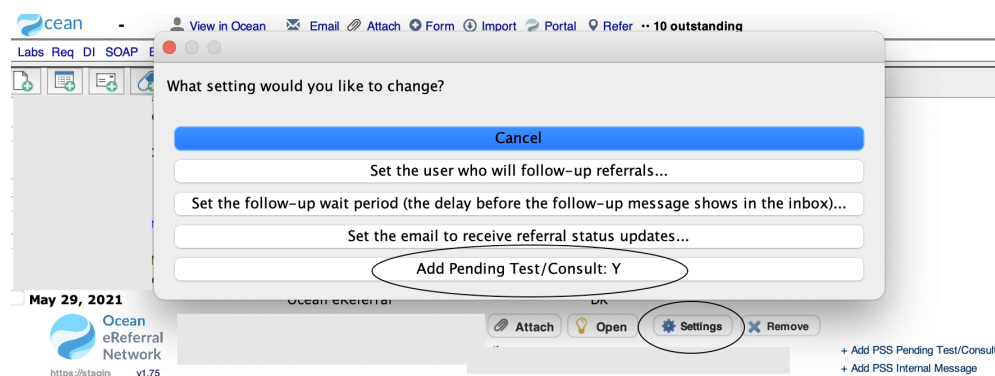 cean - View in Ocean Email Attach Form Import Portal Refer ·· 10 outstanding
Labs Req DI SOAP
What setting would you like to change?
Cancel
Set the user who will follow-up referrals...
Set the follow-up wait period (the delay before the follow-up message shows in the inbox)...
Set the email to receive referral status updates...
Add Pending Test/Consult: Y
May 29, 2021 Ocean eReferral DR
Ocean
eReferral
Network
Attach Open Settings Remove
+ Add PSS Pending Test/Consult
https://staging v1.75
+ Add PSS Internal Message